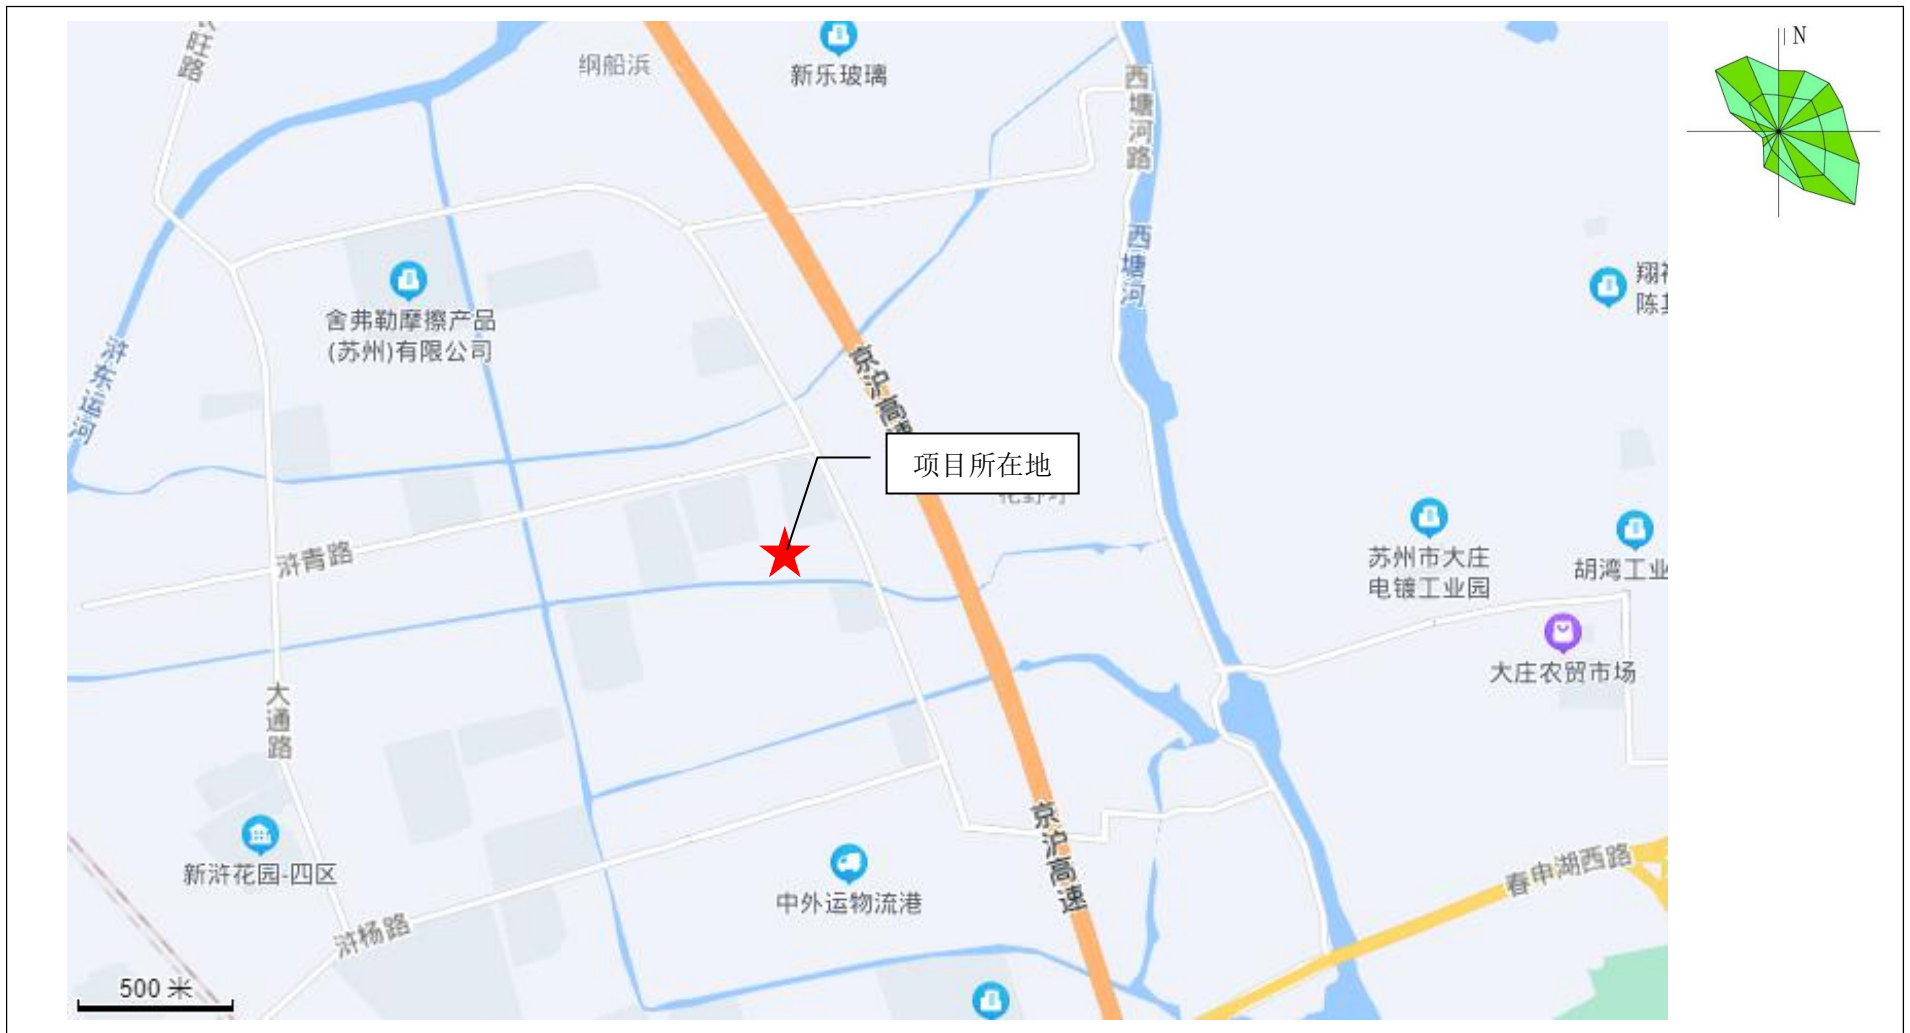 N
旺路
纲船浜
新乐玻璃
西塘河路
西塘河
舍弗勒摩擦产品
(苏州)有限公司
浒东运河
京沪高速
项目所在地
浒青路
苏州市大庄
电镀工业园
胡湾工业
大庄农贸市场
大通路
新浒花园-四区
中外运物流港
京沪高速
春申湖西路
浒杨路
500 米